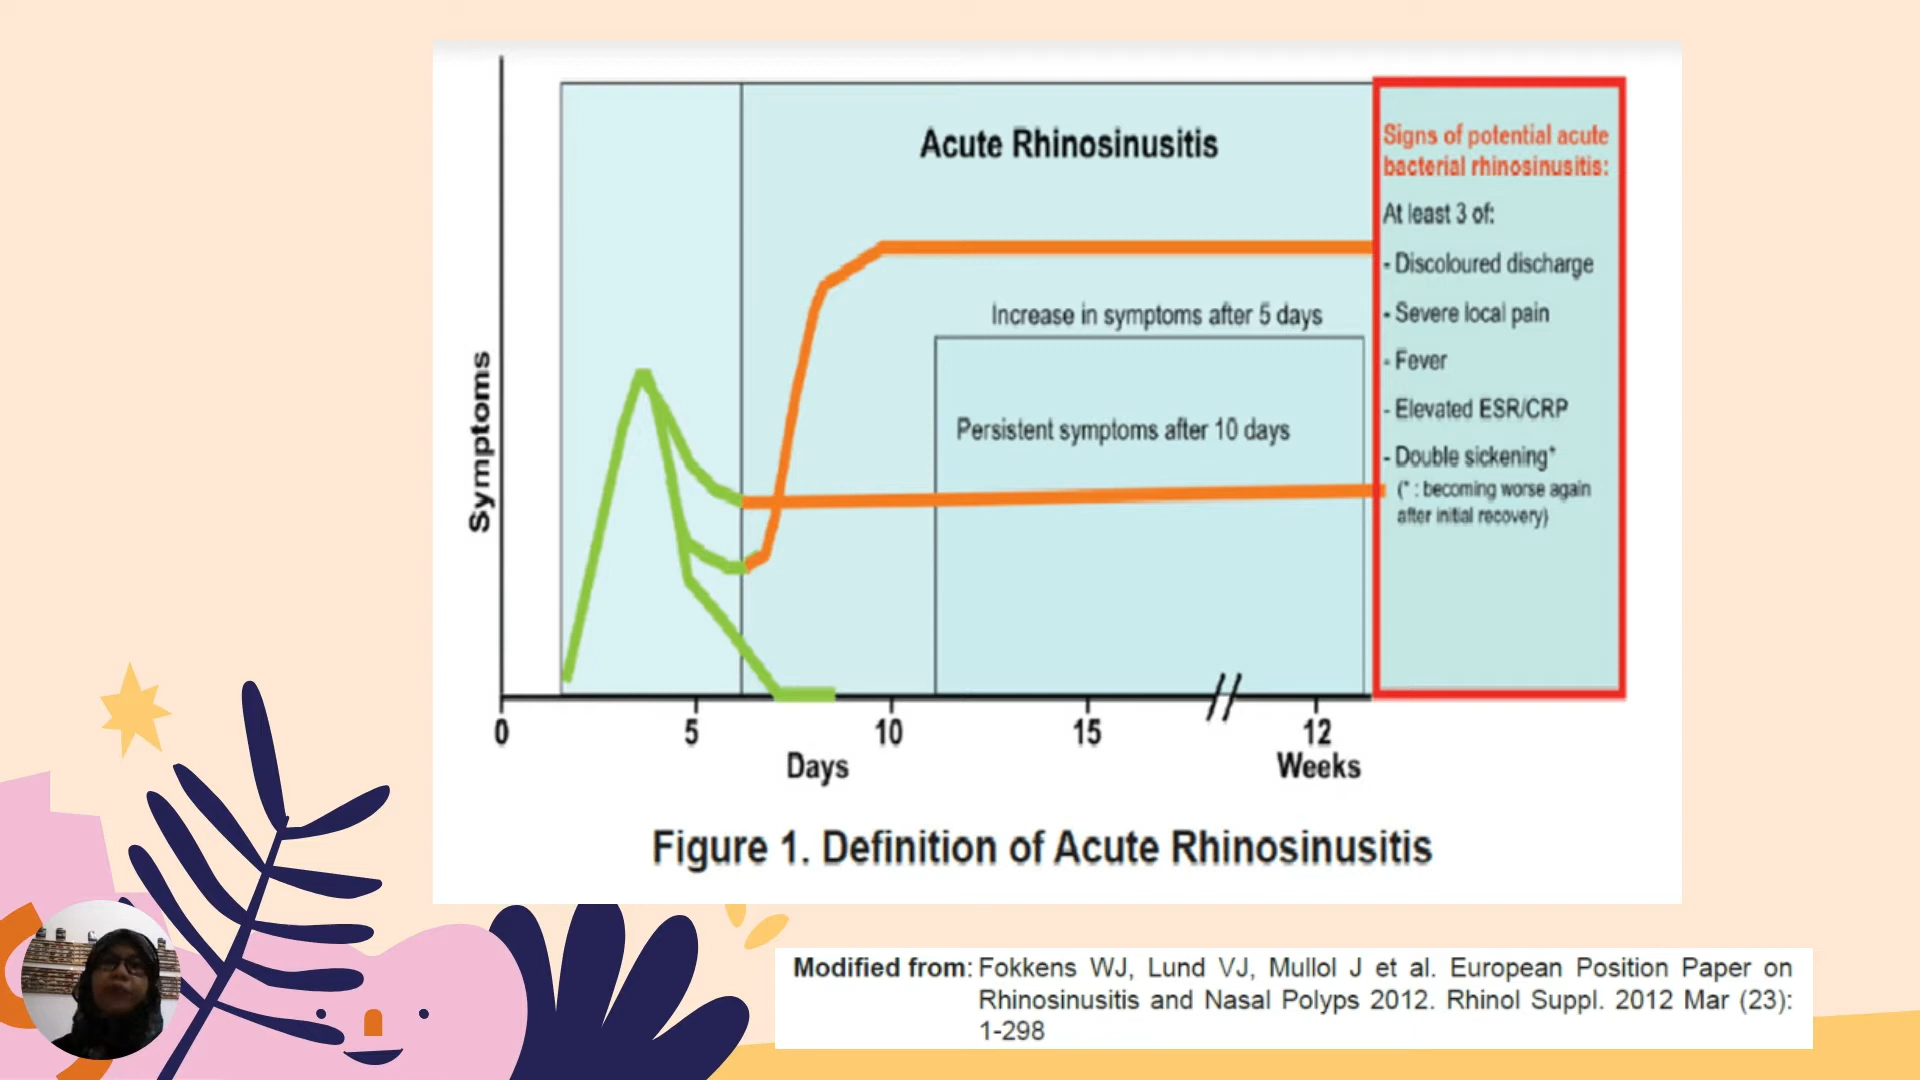 Acute Rhinosinusitis
Signs of potential acute
bacterial rhinosinusitis:
At least 3 of:
- Discoloured discharge
- Severe local pain
- Fever
- Elevated ESR/CRP
- Double sickening*
(* : becoming worse again
after initial recovery)
Increase in symptoms after 5 days
Persistent symptoms after 10 days
Symptoms
0 5 10 15 12
Days Weeks
Figure 1. Definition of Acute Rhinosinusitis
Modified from: Fokkens WJ, Lund VJ, Mullol J et al. European Position Paper on
Rhinosinusitis and Nasal Polyps 2012. Rhinol Suppl. 2012 Mar (23):
1-298